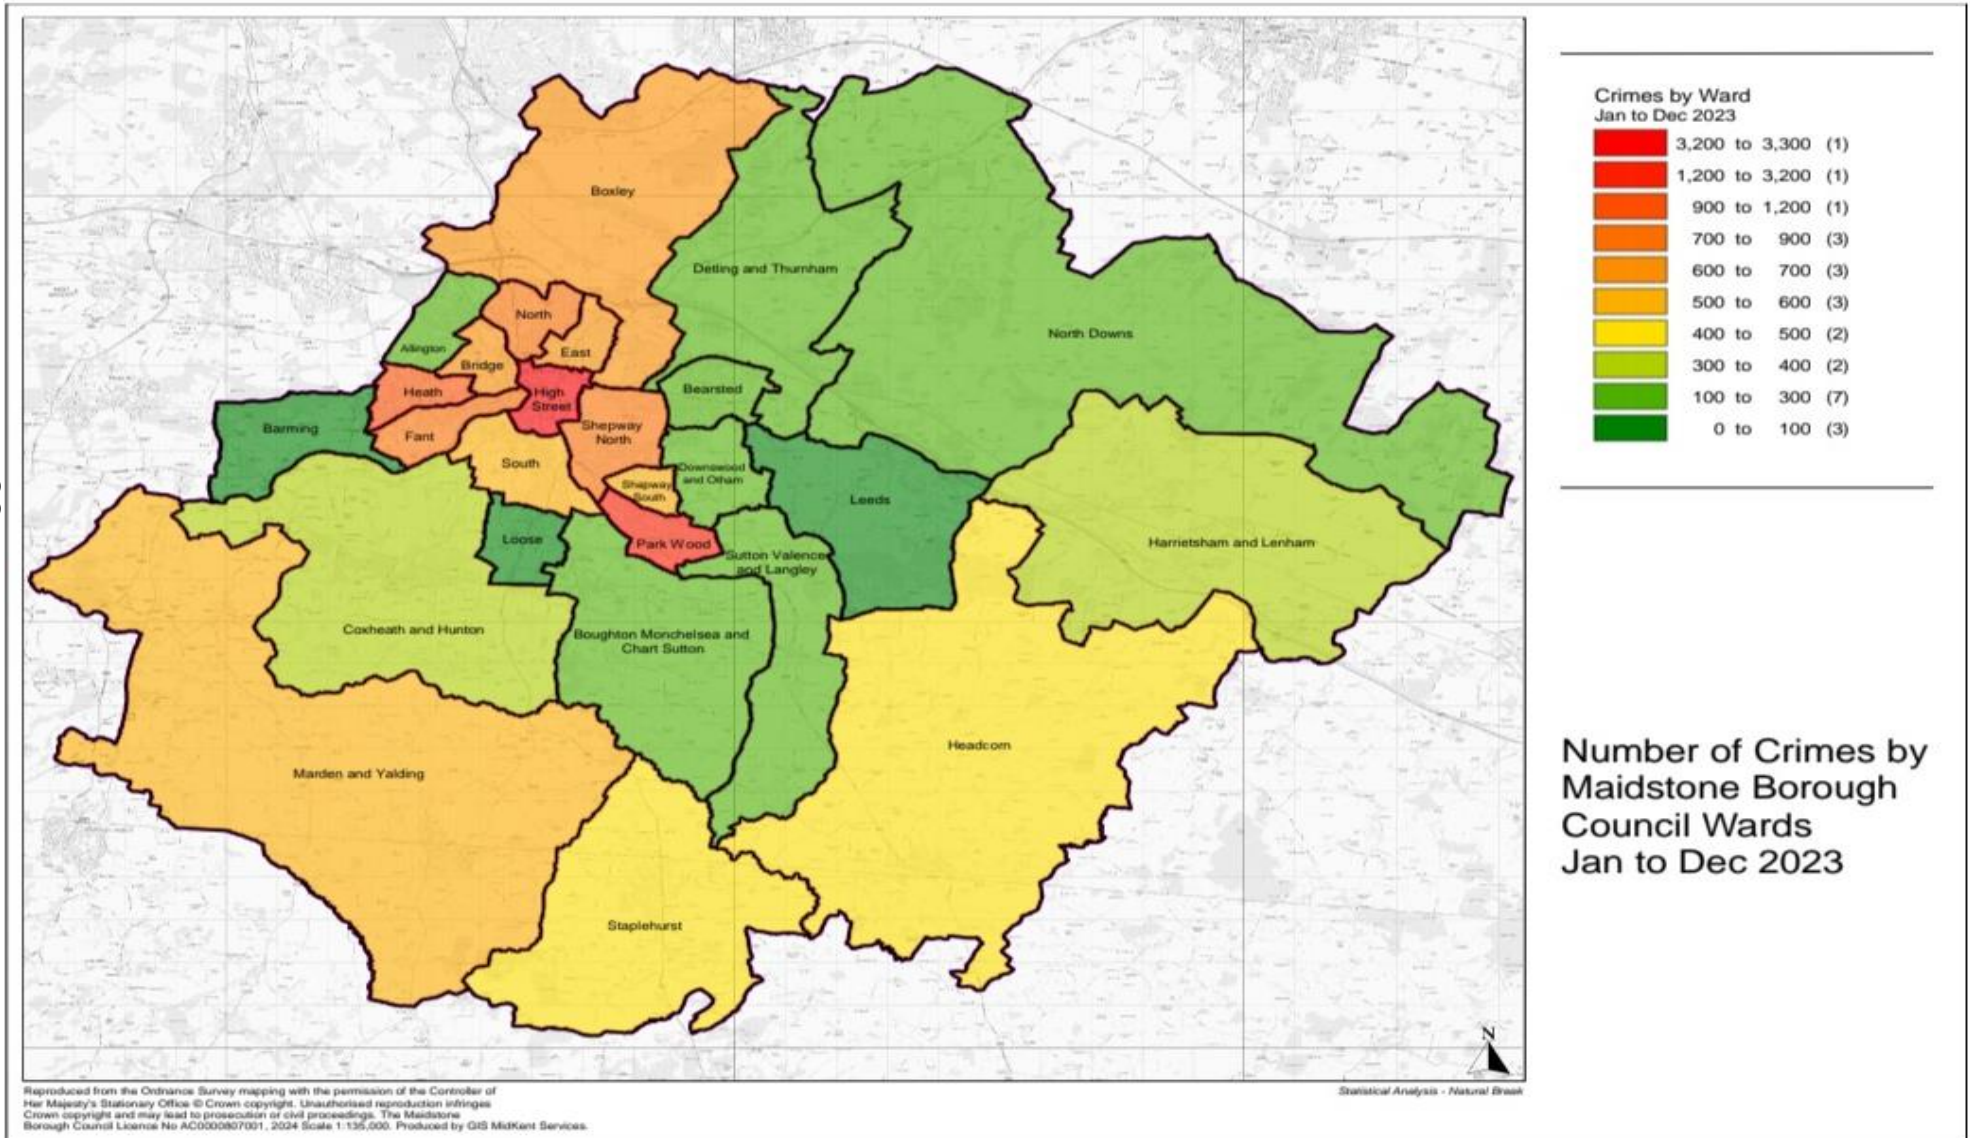 Boxley
Detling and Thurnham
North Downs
North
Allington
East
Bridge
Heath
High
Street
Bearsted
Barming
Fant
Shepway
North
South
Downswood
and Otham
Shepway
South
Leeds
Loose
Park Wood
Sutton Valence
and Langley
Harrietsham and Lenham
Coxheath and Hunton
Boughton Monchelsea and
Chart Sutton
Headcorn
Marden and Yalding
Staplehurst
N
Crimes by Ward
Jan to Dec 2023
3,200 to 3,300 (1)
1,200 to 3,200 (1)
900 to 1,200 (1)
700 to 900 (3)
600 to 700 (3)
500 to 600 (3)
400 to 500 (2)
300 to 400 (2)
100 to 300 (7)
0 to 100 (3)
Number of Crimes by
Maidstone Borough
Council Wards
Jan to Dec 2023
Reproduced from the Ordnance Survey mapping with the permission of the Controller of
Her Majesty's Stationary Office © Crown copyright. Unauthorised reproduction infringes
Crown copyright and may lead to prosecution or civil proceedings. The Maidstone
Borough Council Licence No AC0000807001, 2024 Scale 1:135,000. Produced by GIS MidKent Services.
Statistical Analysis - Natural Break